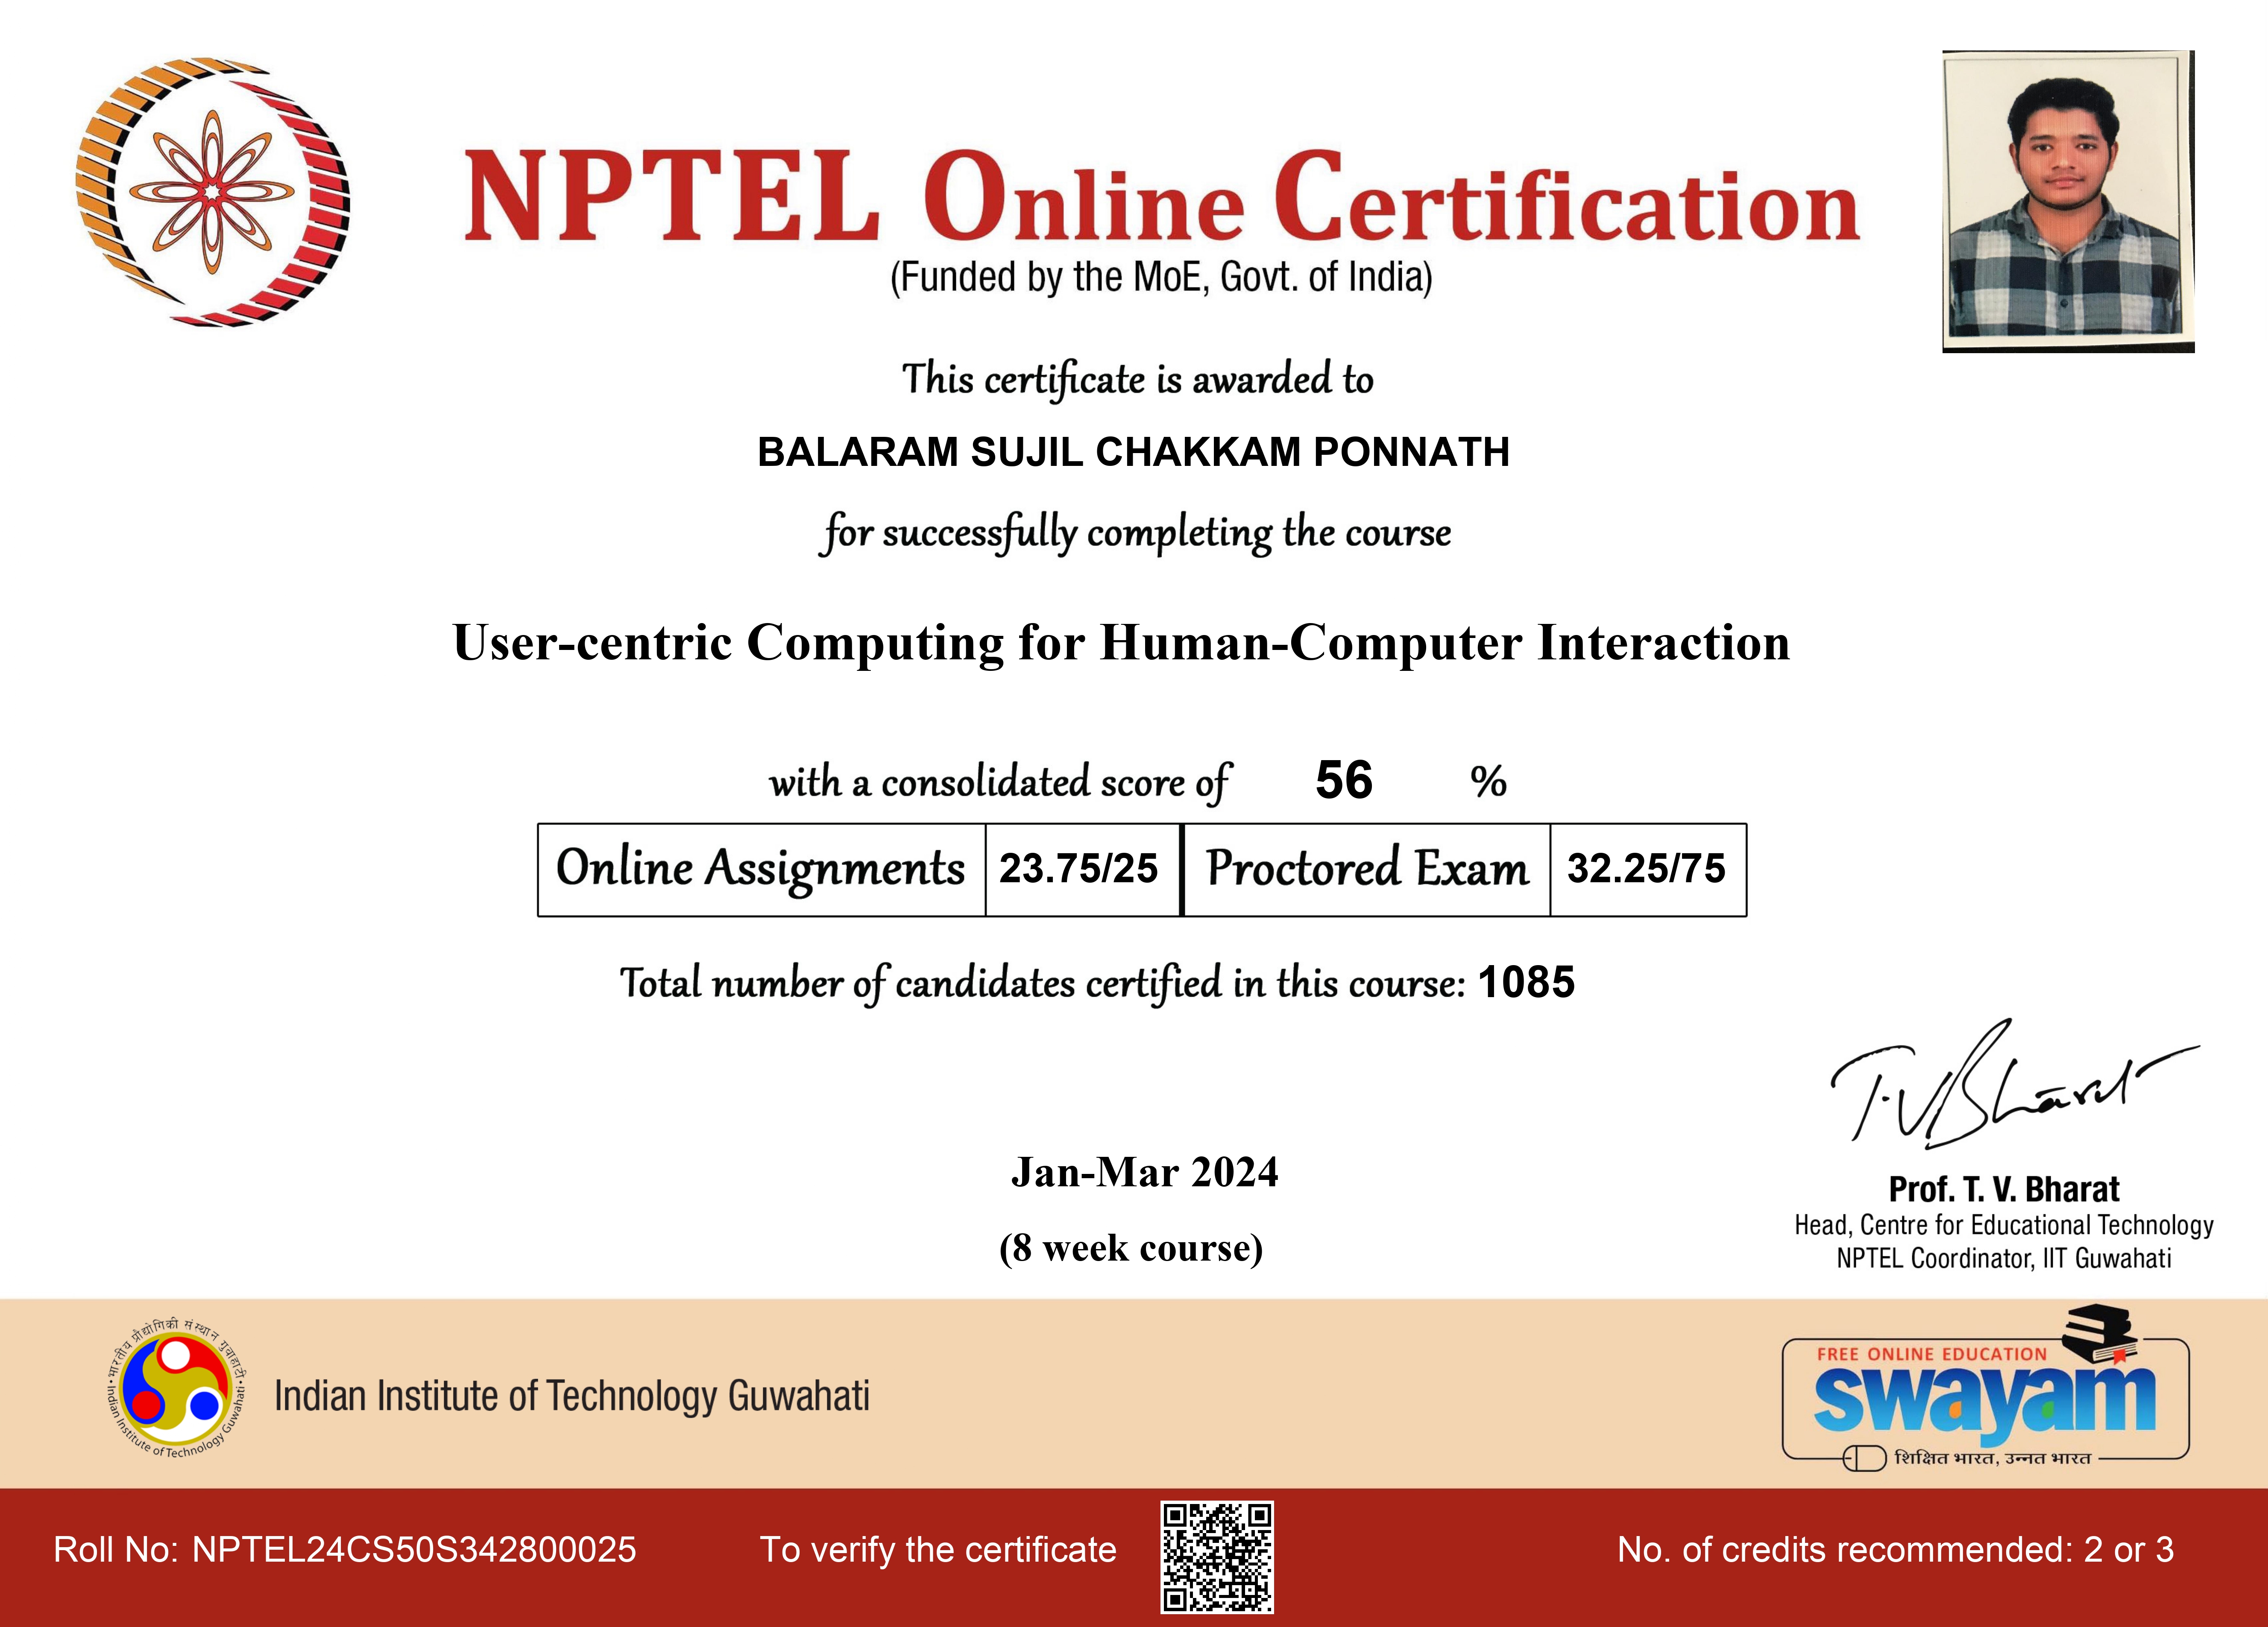 NPTEL Online Certification
(Funded by the MoE, Govt. of India)
This certificate is awarded to
BALARAM SUJIL CHAKKAM PONNATH
for successfully completing the course
User-centric Computing for Human-Computer Interaction
with a consolidated score of 56 %
Online Assignments 23.75/25 Proctored Exam 32.25/75
Total number of candidates certified in this course: 1085
T.V Bharat
Jan-Mar 2024
(8 week course)
Prof. T. V. Bharat
Head, Centre for Educational Technology
NPTEL Coordinator, IIT Guwahati
भारतीय प्रौद्योगिकी संस्थान गुवाहाटी
Indian Institute of Technology Guwahati
Indian Institute of Technology Guwahati
FREE ONLINE EDUCATION
swayam
शिक्षित भारत, उन्नत भारत
Roll No: NPTEL24CS50S342800025
To verify the certificate
No. of credits recommended: 2 or 3